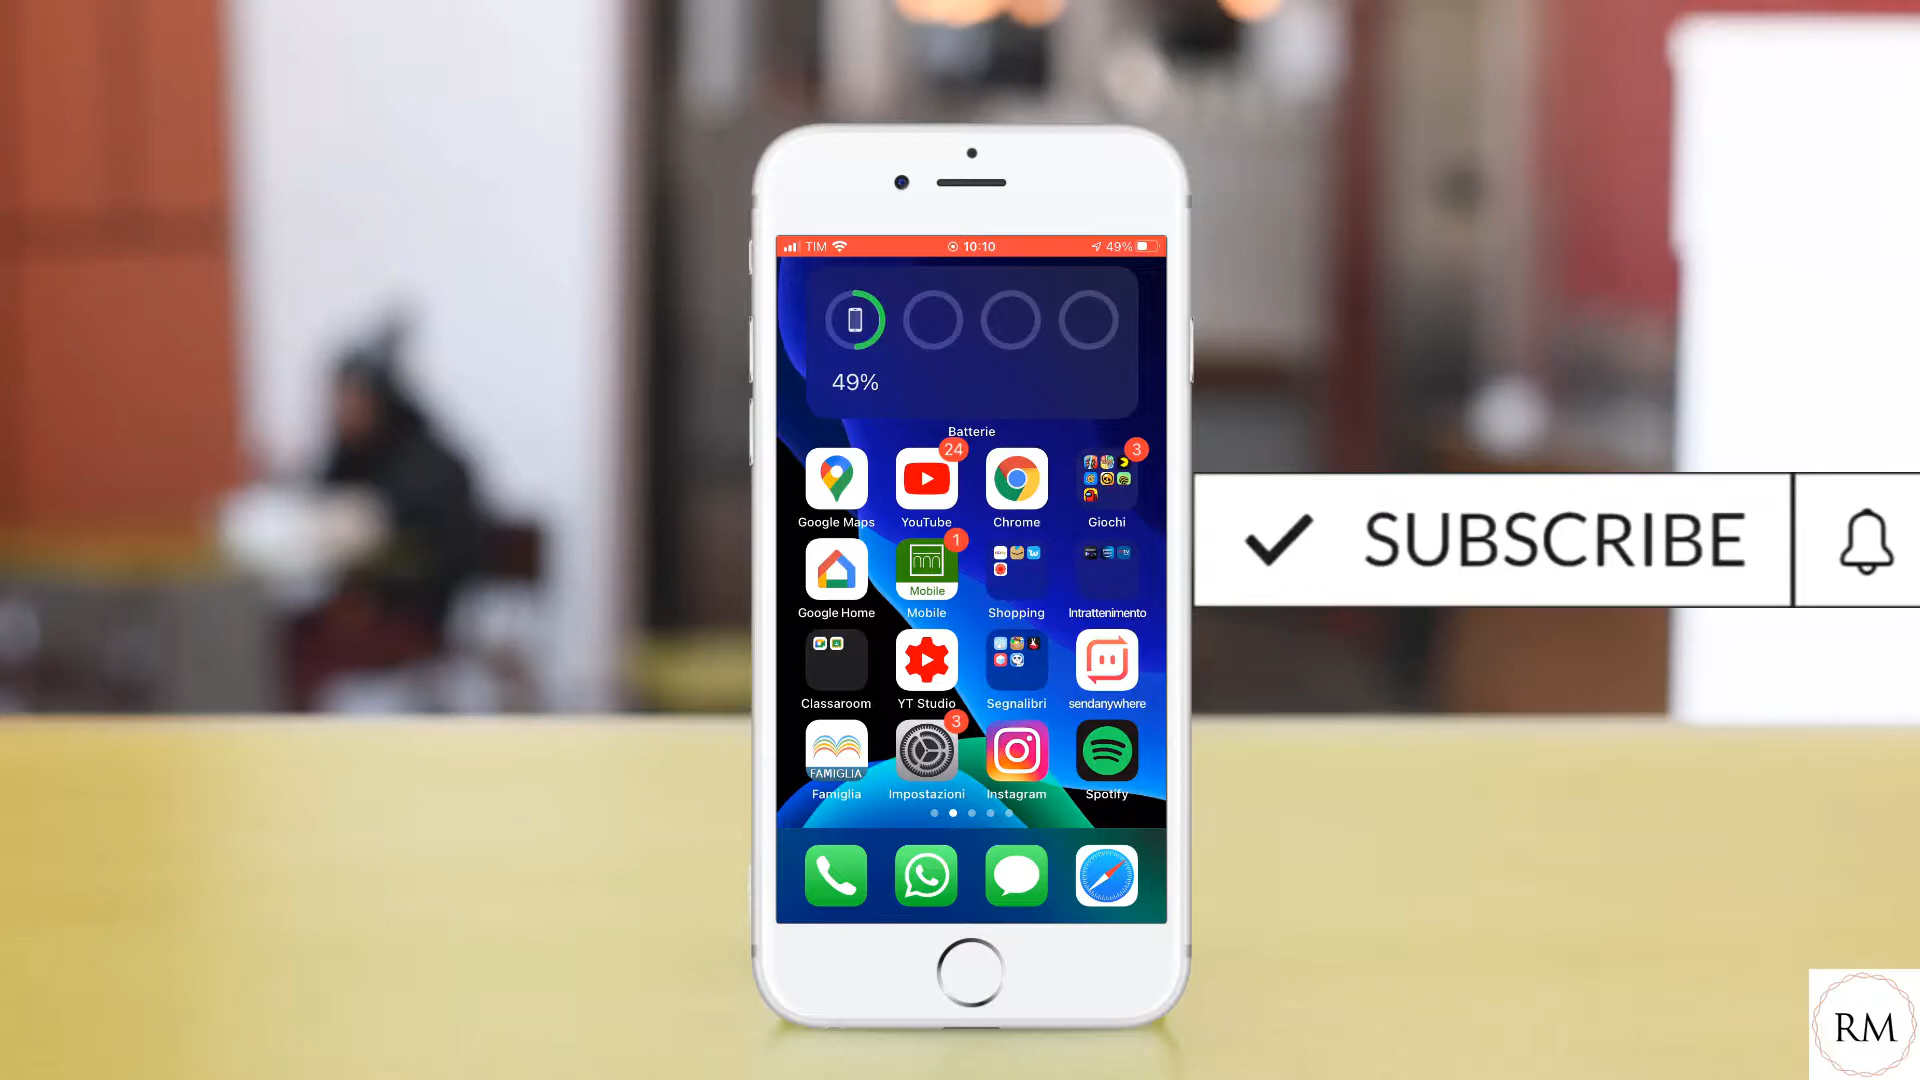 TIM 10:10 49%
49%
Batterie
24 3
Google Maps YouTube Chrome Giochi
1
Mobile
Google Home Mobile Shopping Intrattenimento
SUBSCRIBE
Classaroom YT Studio Segnalibri sendanywhere
3
FAMIGLIA
Famiglia Impostazioni Instagram Spotify
RM